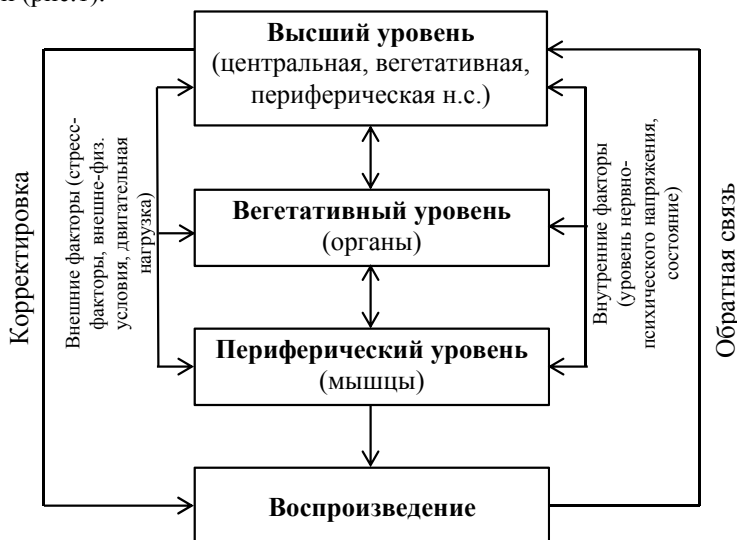 (рис.1).
Высший уровень
(центральная, вегетативная,
периферическая н.с.)
Корректировка
Внешние факторы (стресс-
факторы, внешне-физ.
условия, двигательная
нагрузка)
Вегетативный уровень
(органы)
Внутренние факторы
(уровень нервно-
психического напряжения,
состояние)
Обратная связь
Периферический уровень
(мышцы)
Воспроизведение